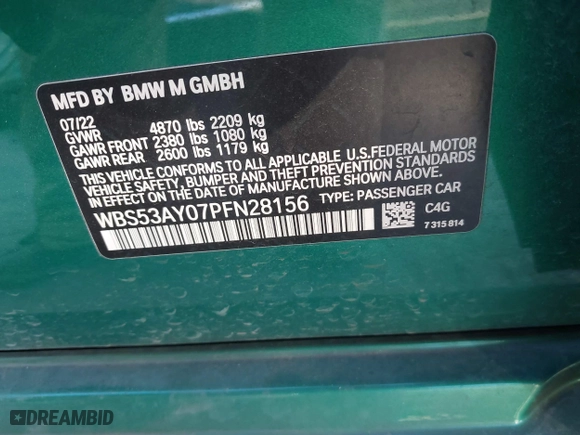 MFD BY BMW M GMBH
07/22
GVWR 4870 lbs 2209 kg
GAWR FRONT 2380 lbs 1080 kg
GAWR REAR 2600 lbs 1179 kg
THIS VEHICLE CONFORMS TO ALL APPLICABLE U.S.FEDERAL MOTOR
VEHICLE SAFETY, BUMPER AND THEFT PREVENTION STANDARDS
IN EFFECT ON THE DATE OF MANUFACTURE SHOWN ABOVE.
WBS53AY07PFN28156 TYPE: PASSENGER CAR
C4G
7 315 814
DREAMBID